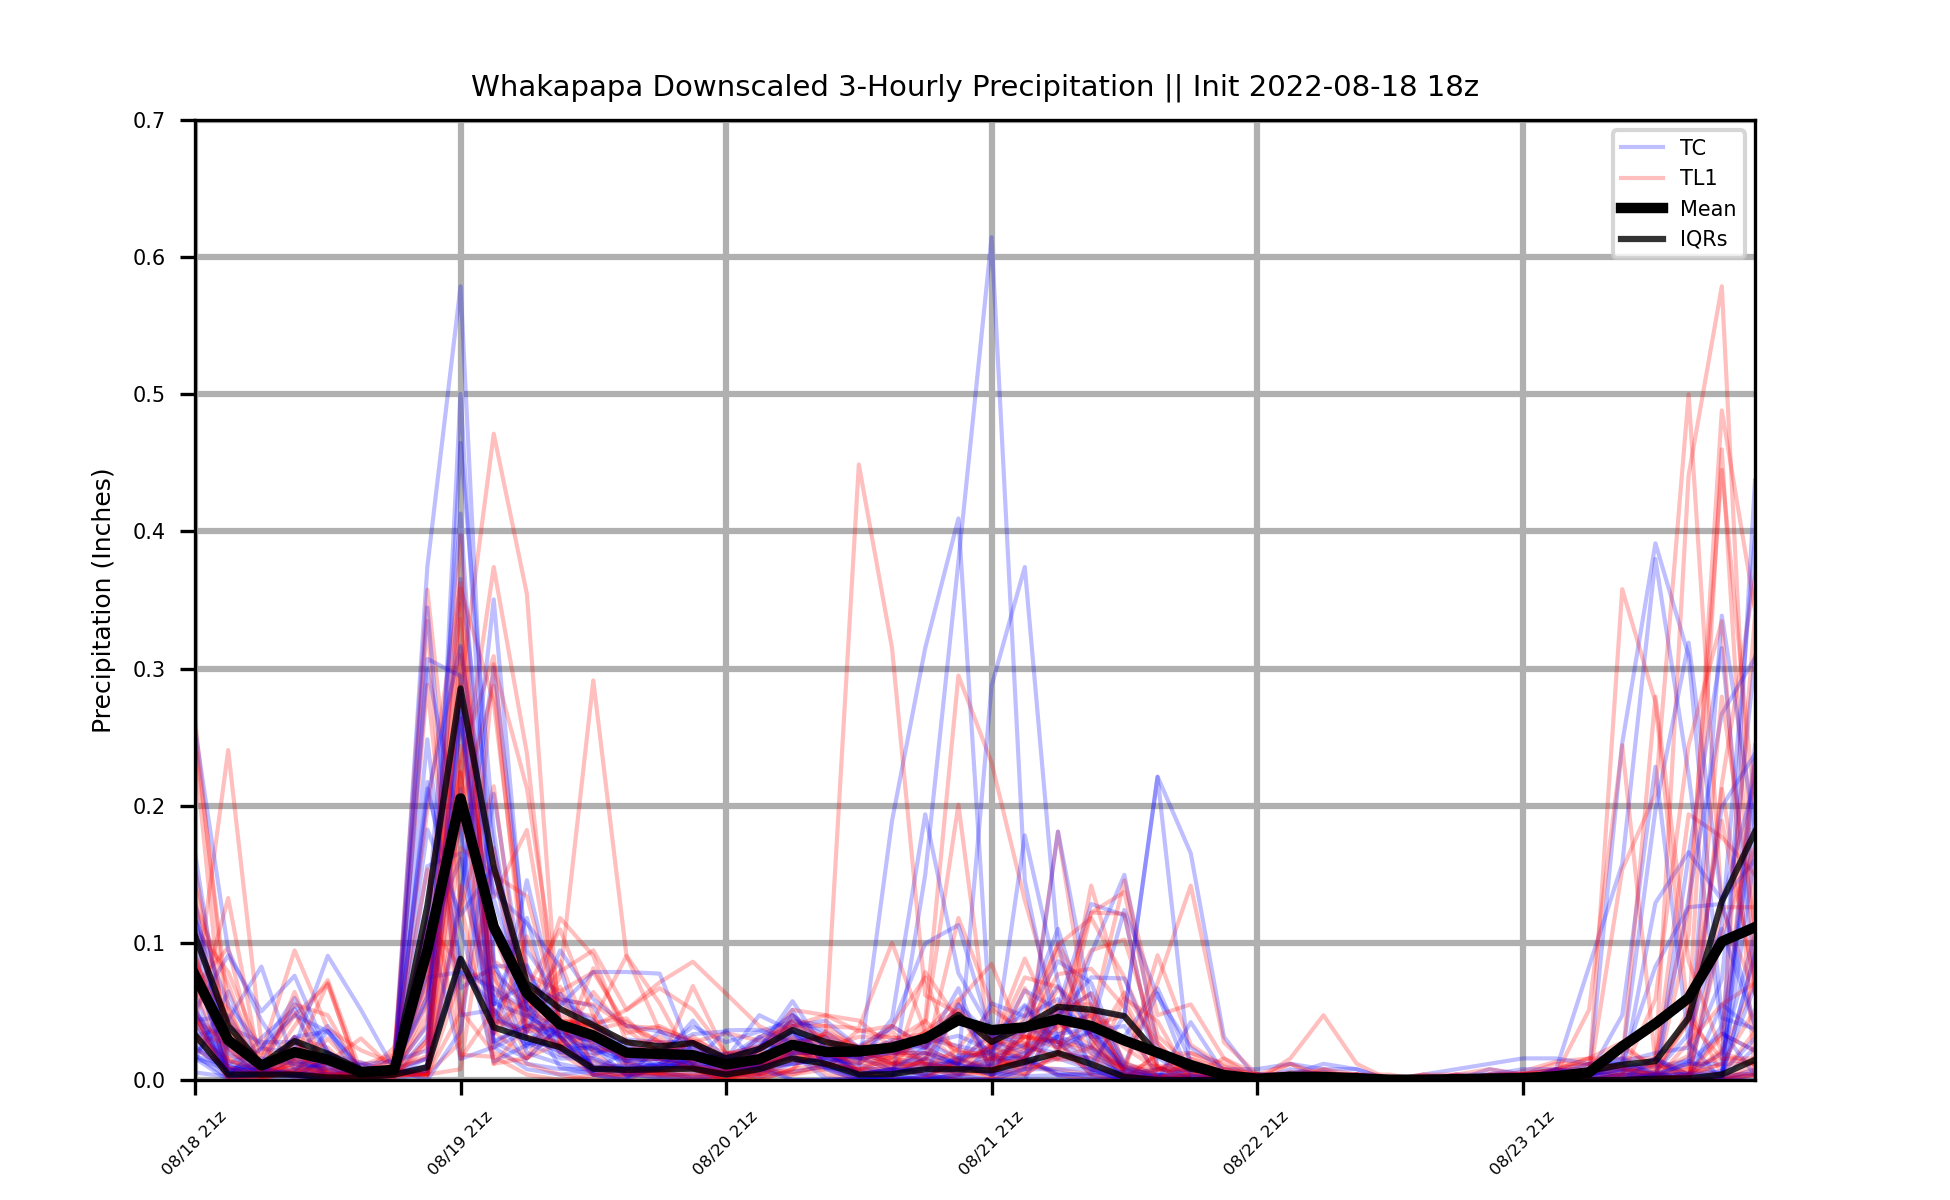 Whakapapa Downscaled 3-Hourly Precipitation || Init 2022-08-18 18z
TC
TL1
Mean
IQRs
Precipitation (Inches)
0.7
0.6
0.5
0.4
0.3
0.2
0.1
0.0
08/18 21z
08/19 21z
08/20 21z
08/21 21z
08/22 21z
08/23 21z